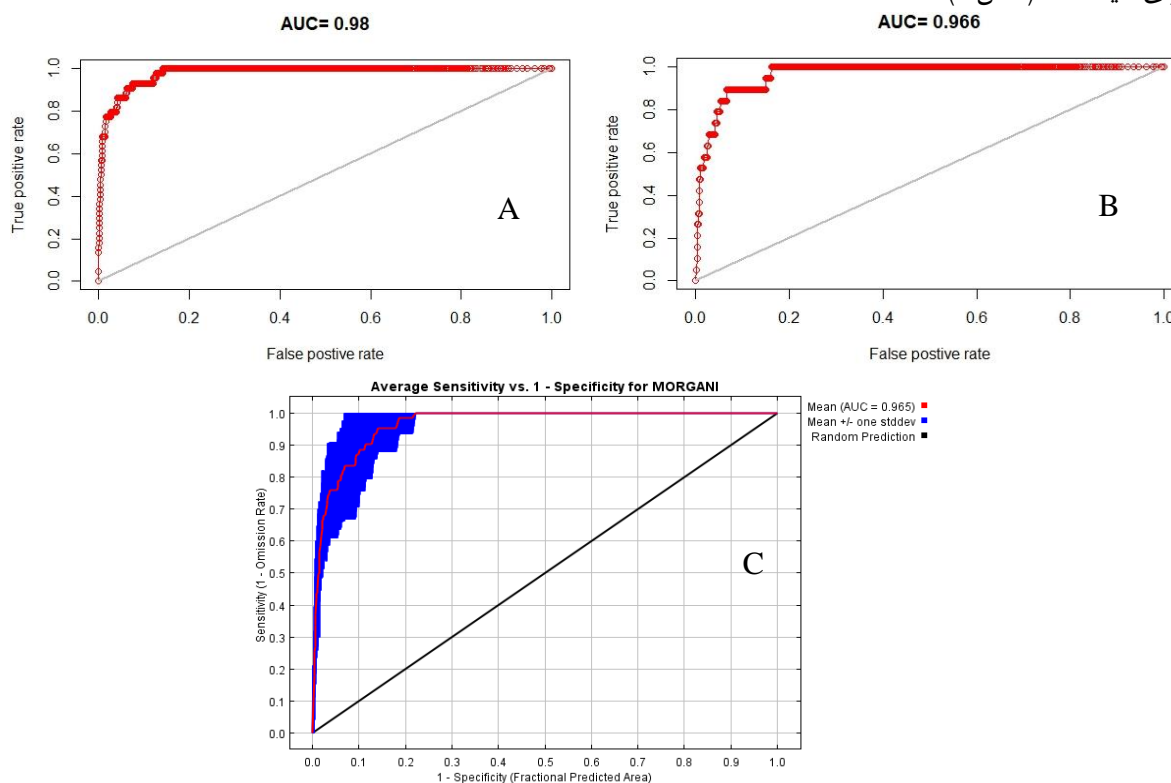 AUC= 0.98
AUC= 0.966
True positive rate
0.0 0.2 0.4 0.6 0.8 1.0
A
0.0 0.2 0.4 0.6 0.8 1.0
False postive rate
True positive rate
0.0 0.2 0.4 0.6 0.8 1.0
B
0.0 0.2 0.4 0.6 0.8 1.0
False postive rate
Average Sensitivity vs. 1 - Specificity for MORGANI
Mean (AUC = 0.965)
Mean +/- one stddev
Random Prediction
Sensitivity (1 - Omission Rate)
1.0
0.9
0.8
0.7
0.6
0.5
0.4
0.3
0.2
0.1
0.0
C
0.0 0.1 0.2 0.3 0.4 0.5 0.6 0.7 0.8 0.9 1.0
1 - Specificity (Fractional Predicted Area)